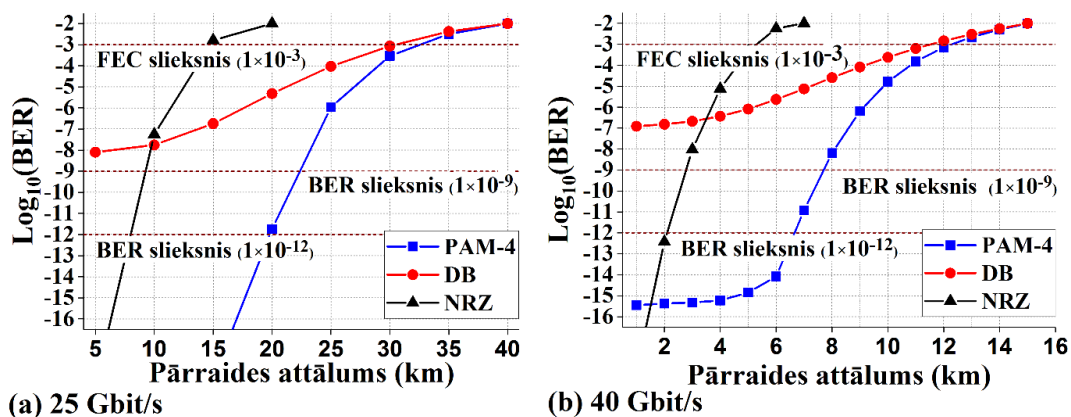 Log₁₀(BER)
-2
-3
-4
-5
-6
-7
-8
-9
-10
-11
-12
-13
-14
-15
-16
FEC slieksnis (1×10⁻³)
BER slieksnis (1×10⁻⁹)
BER slieksnis (1×10⁻¹²)
PAM-4
DB
NRZ
5 10 15 20 25 30 35 40
Pārraides attālums (km)
(a) 25 Gbit/s
Log₁₀(BER)
-2
-3
-4
-5
-6
-7
-8
-9
-10
-11
-12
-13
-14
-15
-16
FEC slieksnis (1×10⁻³)
BER slieksnis (1×10⁻⁹)
BER slieksnis (1×10⁻¹²)
PAM-4
DB
NRZ
2 4 6 8 10 12 14 16
Pārraides attālums (km)
(b) 40 Gbit/s